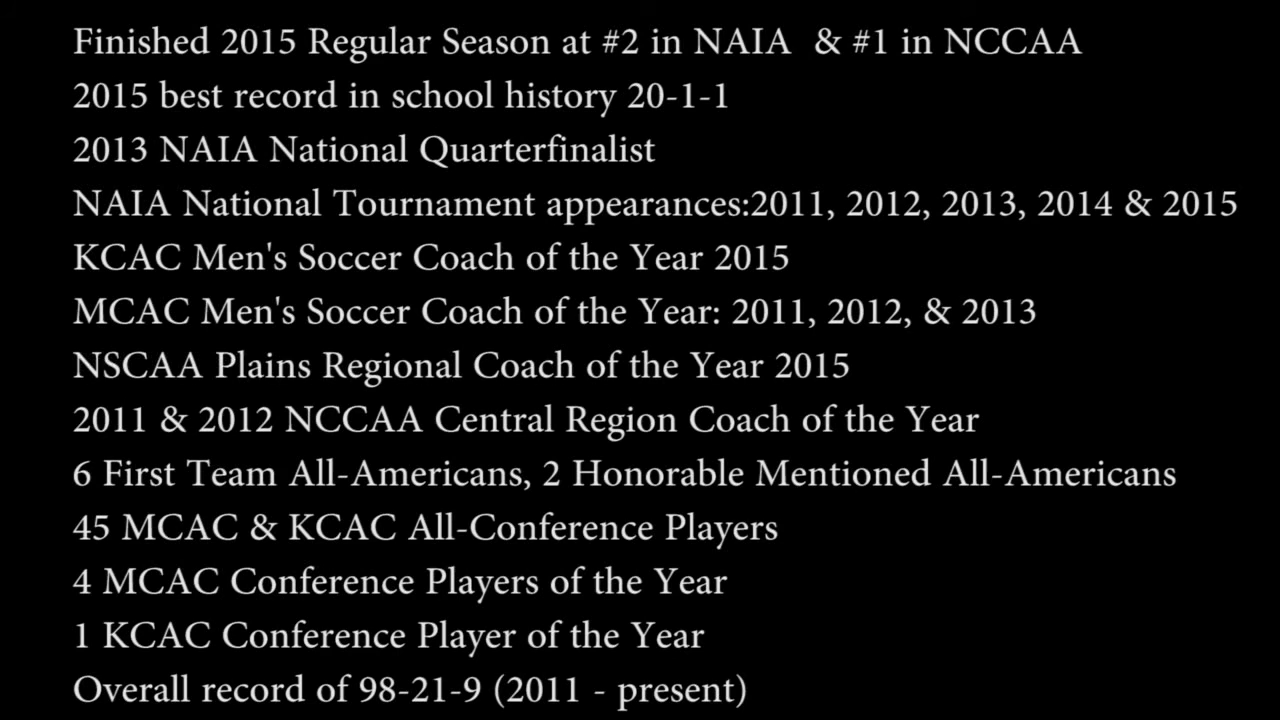 Finished 2015 Regular Season at #2 in NAIA & #1 in NCCAA
2015 best record in school history 20-1-1
2013 NAIA National Quarterfinalist
NAIA National Tournament appearances:2011, 2012, 2013, 2014 & 2015
KCAC Men's Soccer Coach of the Year 2015
MCAC Men's Soccer Coach of the Year: 2011, 2012, & 2013
NSCAA Plains Regional Coach of the Year 2015
2011 & 2012 NCCAA Central Region Coach of the Year
6 First Team All-Americans, 2 Honorable Mentioned All-Americans
45 MCAC & KCAC All-Conference Players
4 MCAC Conference Players of the Year
1 KCAC Conference Player of the Year
Overall record of 98-21-9 (2011 - present)